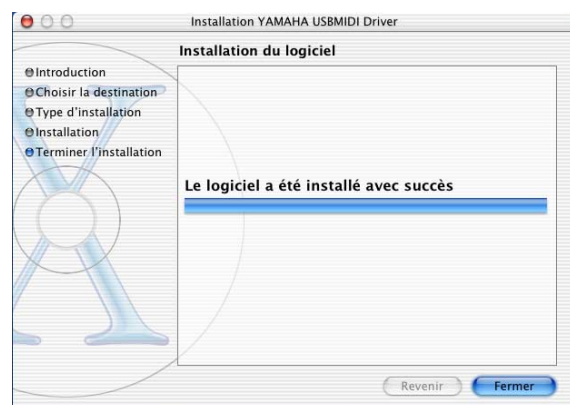 Installation YAMAHA USBMIDI Driver
Installation du logiciel
Introduction
Choisir la destination
Type d'installation
Installation
Terminer l'installation
Le logiciel a été installé avec succès
Revenir
Fermer